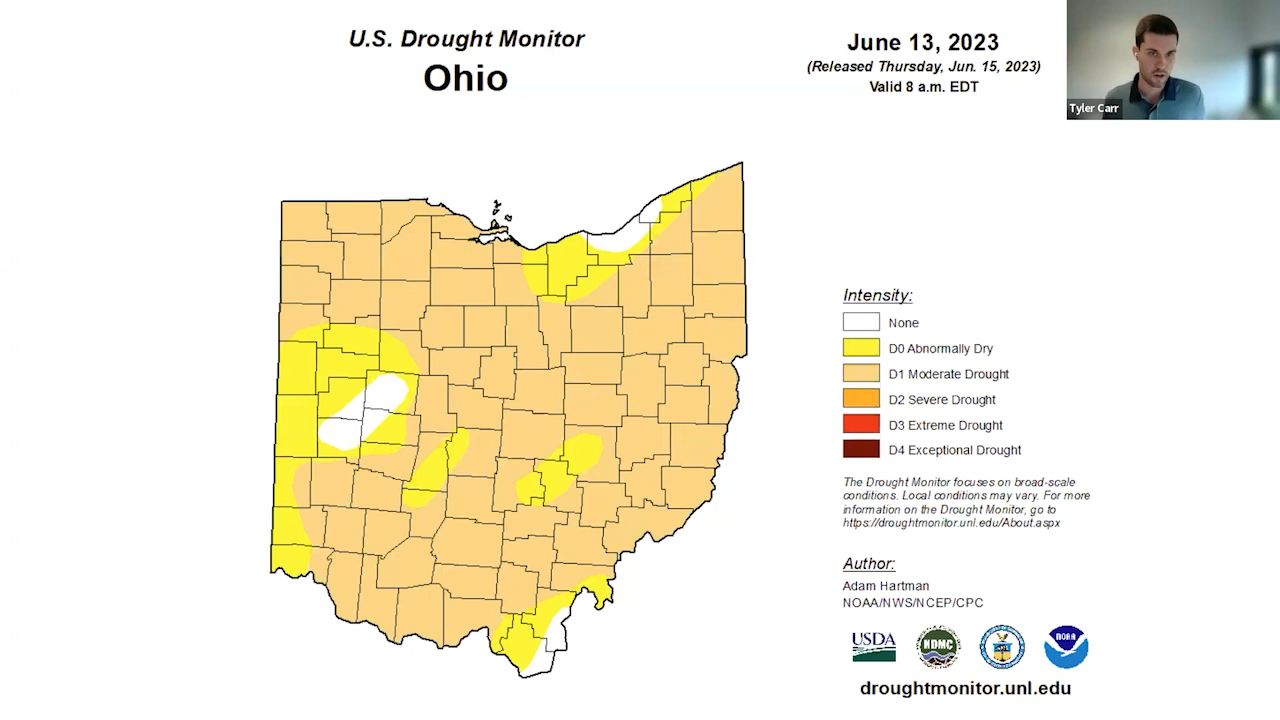 U.S. Drought Monitor
Ohio
June 13, 2023
(Released Thursday, Jun. 15, 2023)
Valid 8 a.m. EDT
Tyler Carr
Intensity:
None
D0 Abnormally Dry
D1 Moderate Drought
D2 Severe Drought
D3 Extreme Drought
D4 Exceptional Drought
The Drought Monitor focuses on broad-scale
conditions. Local conditions may vary. For more
information on the Drought Monitor, go to
https://droughtmonitor.unl.edu/About.aspx
Author:
Adam Hartman
NOAA/NWS/NCEP/CPC
USDA
NDMC
NOAA
droughtmonitor.unl.edu